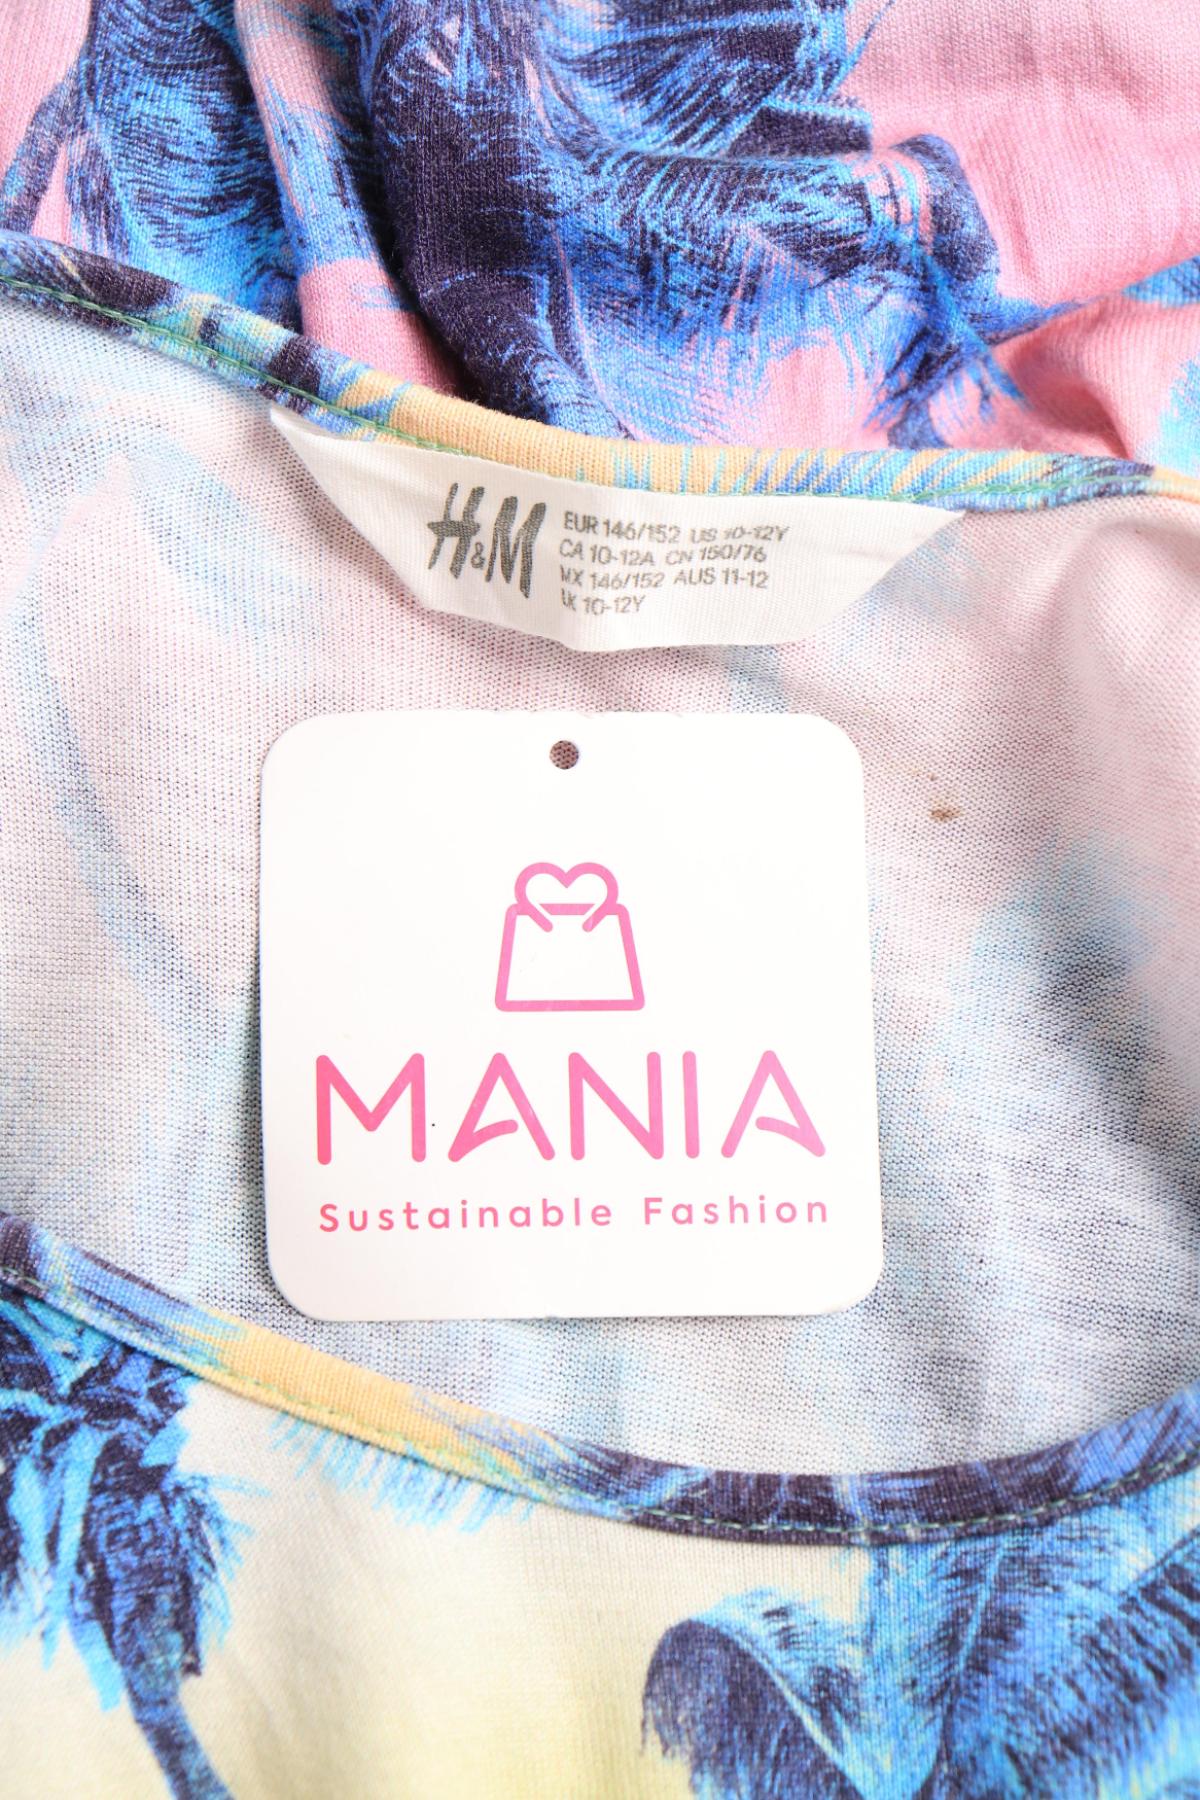 H&M
EUR 146/152 US 10-12Y
CA 10-12A CN 150/76
MX 146/152 AUS 11-12
UK 10-12Y
MANIA
Sustainable Fashion